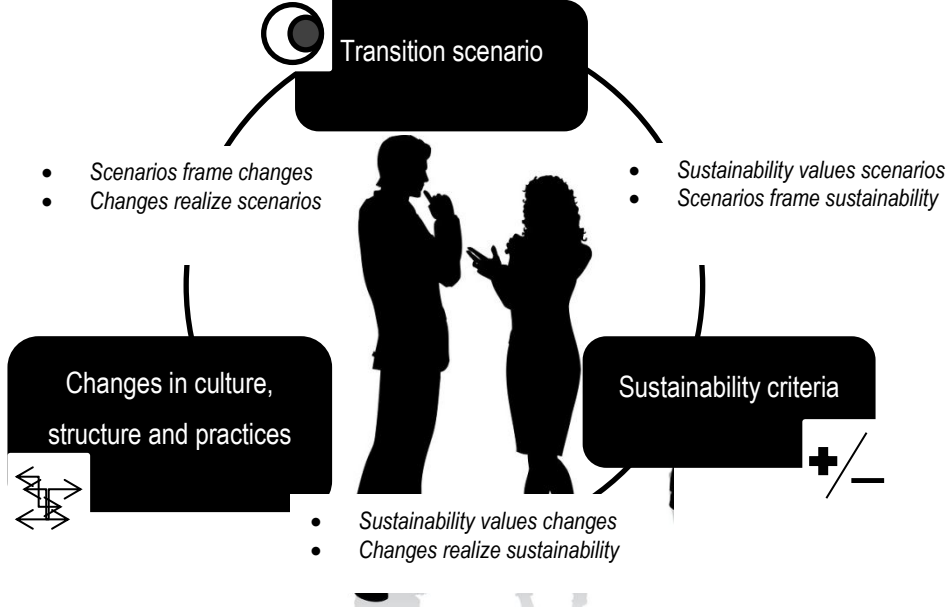 Transition scenario
• Scenarios frame changes
• Changes realize scenarios
• Sustainability values scenarios
• Scenarios frame sustainability
Changes in culture,
structure and practices
Sustainability criteria
+/–
• Sustainability values changes
• Changes realize sustainability